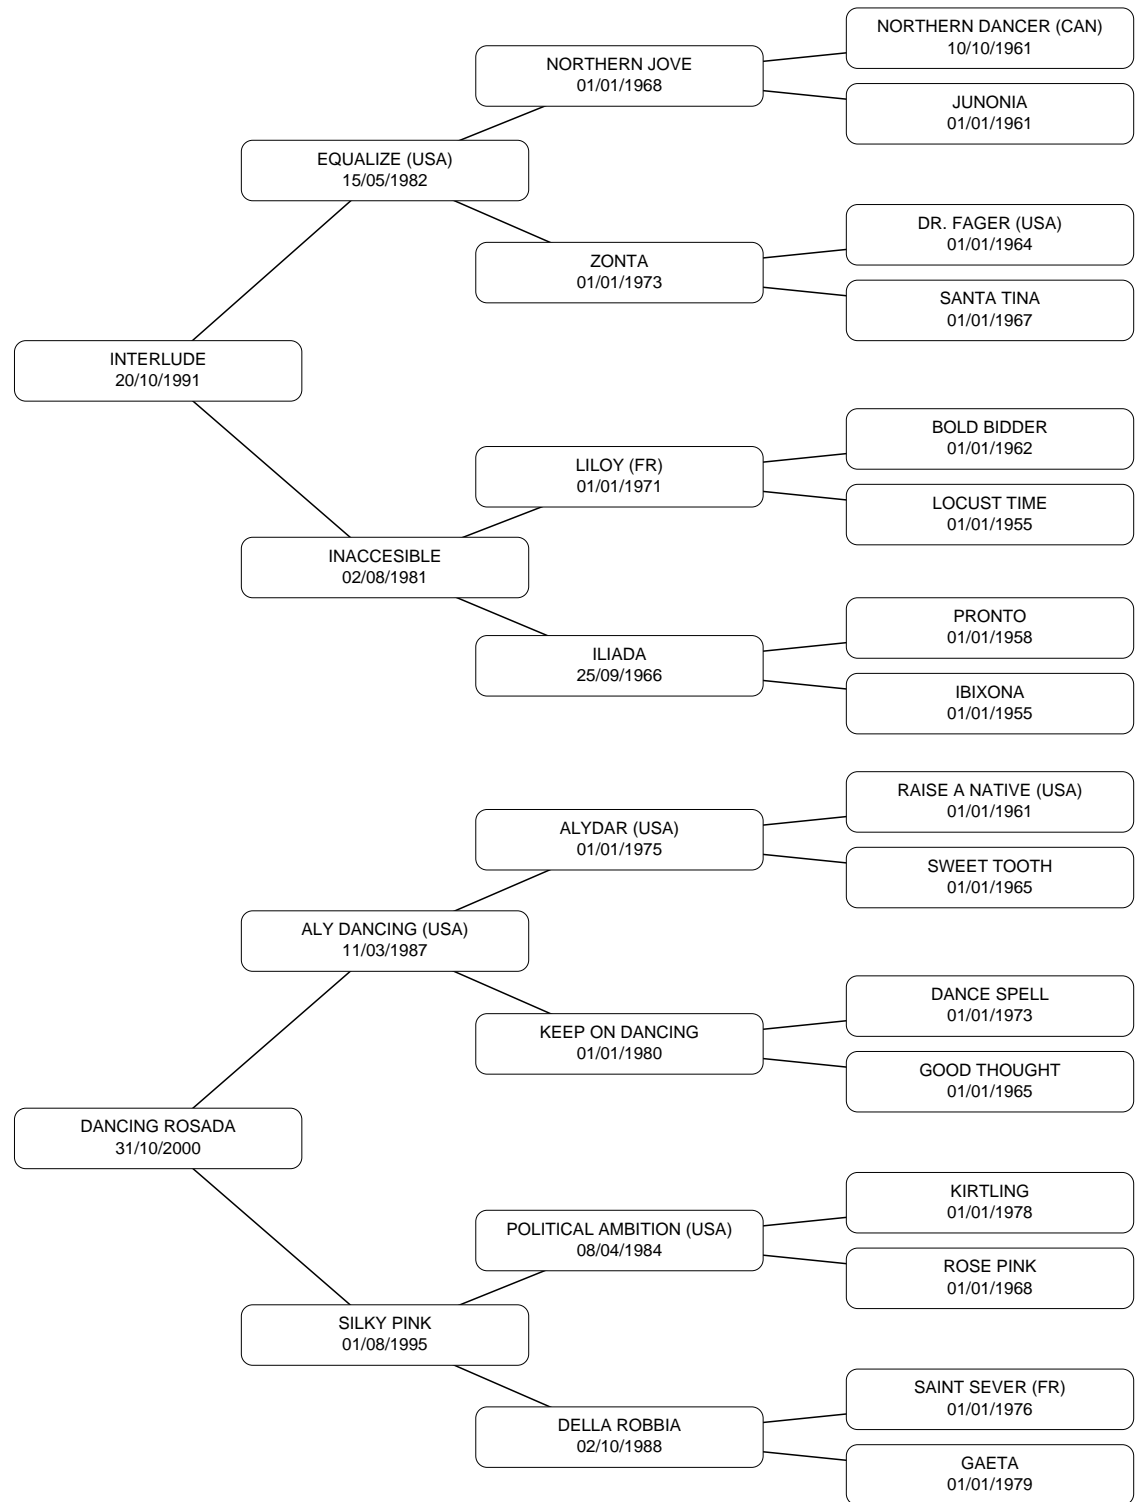 NORTHERN DANCER (CAN)
10/10/1961
NORTHERN JOVE
01/01/1968
JUNONIA
01/01/1961
EQUALIZE (USA)
15/05/1982
DR. FAGER (USA)
01/01/1964
ZONTA
01/01/1973
SANTA TINA
01/01/1967
INTERLUDE
20/10/1991
BOLD BIDDER
01/01/1962
LILOY (FR)
01/01/1971
LOCUST TIME
01/01/1955
INACCESIBLE
02/08/1981
PRONTO
01/01/1958
ILIADA
25/09/1966
IBIXONA
01/01/1955
RAISE A NATIVE (USA)
01/01/1961
ALYDAR (USA)
01/01/1975
SWEET TOOTH
01/01/1965
ALY DANCING (USA)
11/03/1987
DANCE SPELL
01/01/1973
KEEP ON DANCING
01/01/1980
GOOD THOUGHT
01/01/1965
DANCING ROSADA
31/10/2000
KIRTLING
01/01/1978
POLITICAL AMBITION (USA)
08/04/1984
ROSE PINK
01/01/1968
SILKY PINK
01/08/1995
SAINT SEVER (FR)
01/01/1976
DELLA ROBBIA
02/10/1988
GAETA
01/01/1979